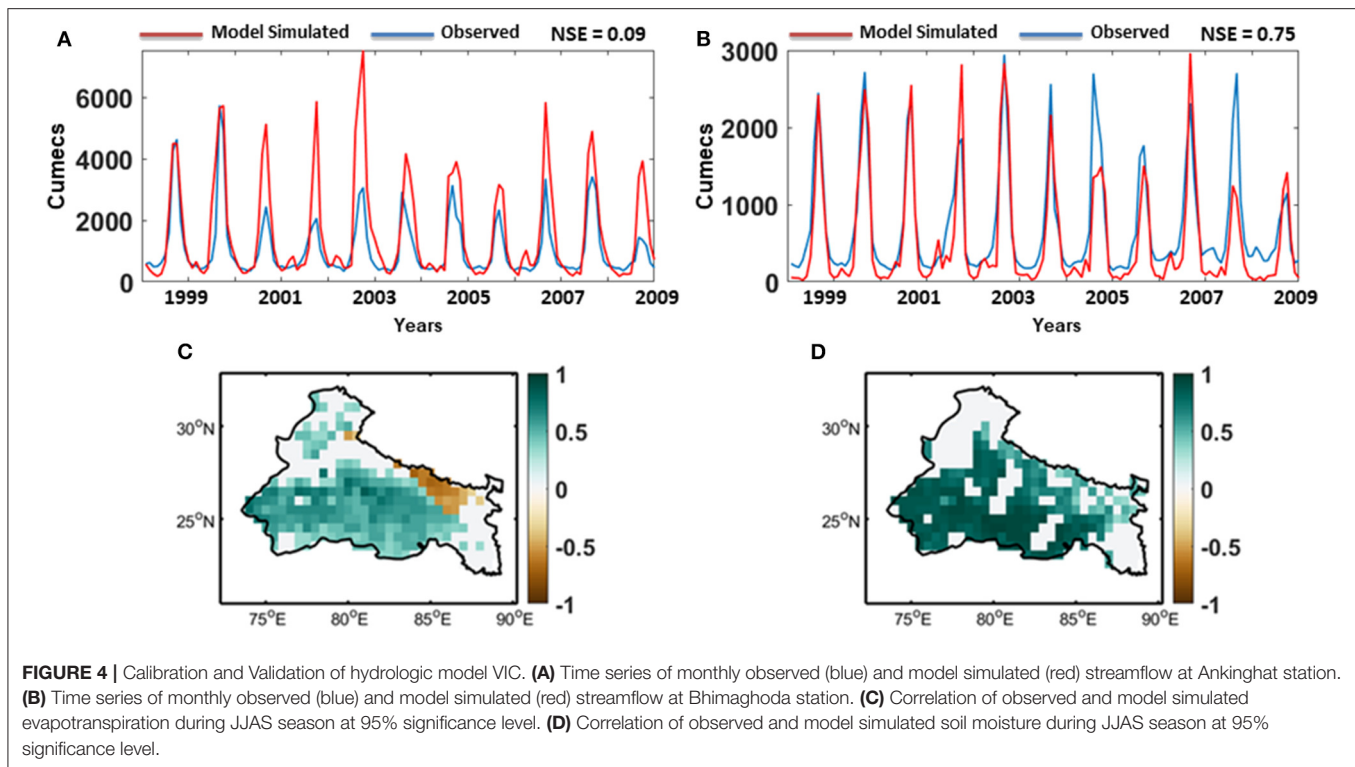 A
Model Simulated
Observed
NSE = 0.09
6000
4000
2000
0
Cumecs
1999
2001
2003
2005
2007
2009
Years
B
Model Simulated
Observed
NSE = 0.75
3000
2000
1000
0
Cumecs
1999
2001
2003
2005
2007
2009
Years
C
30°N
25°N
75°E
80°E
85°E
90°E
1
0.5
0
-0.5
-1
D
30°N
25°N
75°E
80°E
85°E
90°E
1
0.5
0
-0.5
-1
FIGURE 4 | Calibration and Validation of hydrologic model VIC. (A) Time series of monthly observed (blue) and model simulated (red) streamflow at Ankinghat station.
(B) Time series of monthly observed (blue) and model simulated (red) streamflow at Bhimaghoda station. (C) Correlation of observed and model simulated
evapotranspiration during JJAS season at 95% significance level. (D) Correlation of observed and model simulated soil moisture during JJAS season at 95%
significance level.